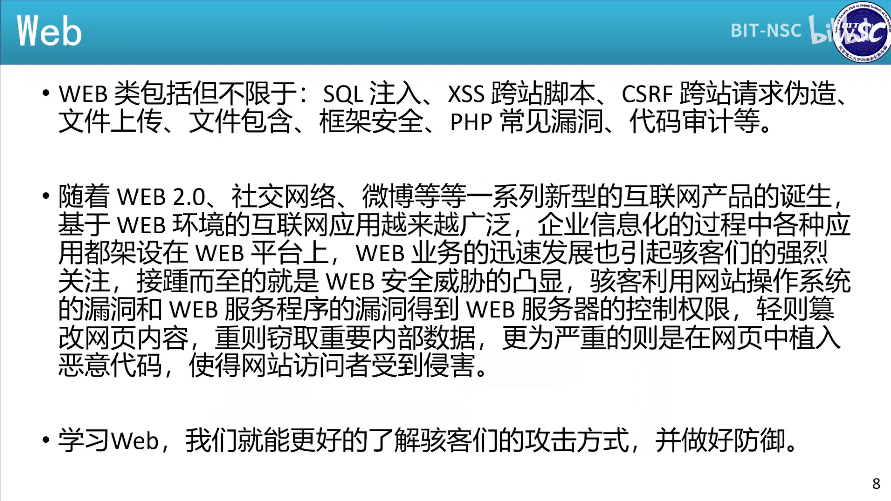 Web
BIT-NSC
• WEB 类包括但不限于：SQL 注入、XSS 跨站脚本、CSRF 跨站请求伪造、
文件上传、文件包含、框架安全、PHP 常见漏洞、代码审计等。
• 随着 WEB 2.0、社交网络、微博等等一系列新型的互联网产品的诞生，
基于 WEB 环境的互联网应用越来越广泛，企业信息化的过程中各种应
用都架设在 WEB 平台上，WEB 业务的迅速发展也引起骇客们的强烈
关注，接踵而至的就是 WEB 安全威胁的凸显，骇客利用网站操作系统
的漏洞和 WEB 服务程序的漏洞得到 WEB 服务器的控制权限，轻则篡
改网页内容，重则窃取重要内部数据，更为严重的则是在网页中植入
恶意代码，使得网站访问者受到侵害。
• 学习Web，我们就能更好的了解骇客们的攻击方式，并做好防御。
8